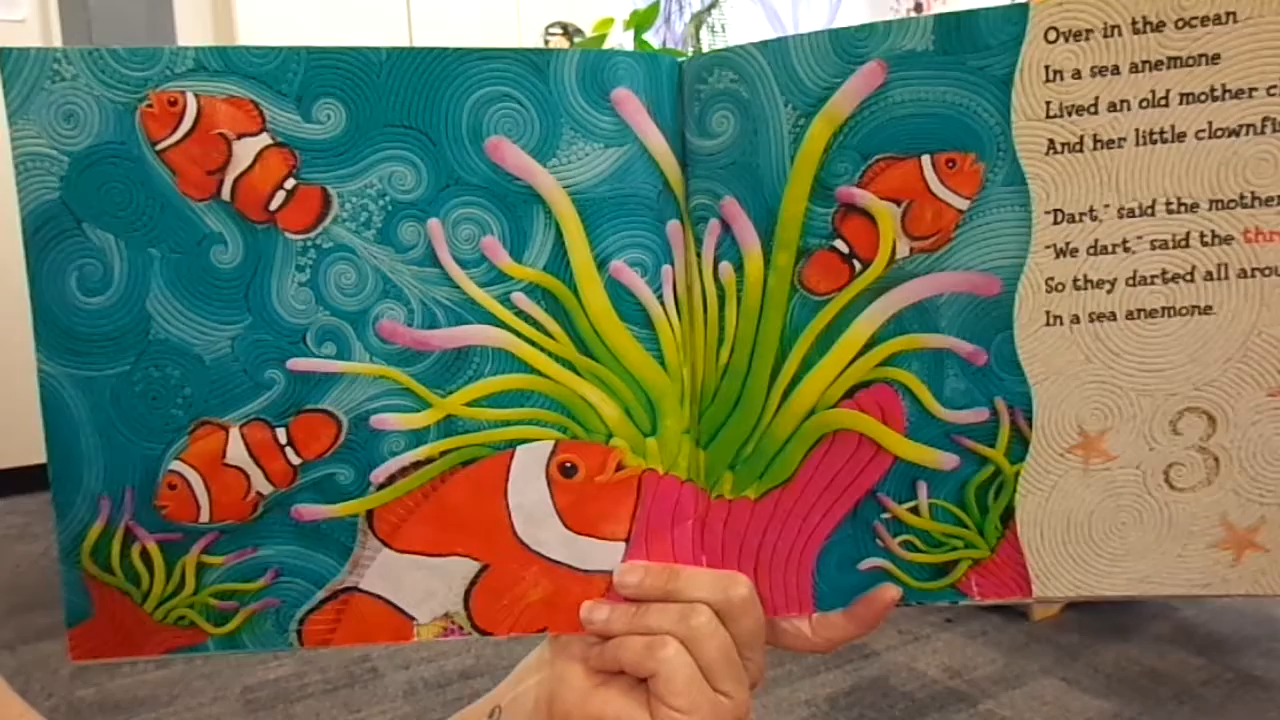 Over in the ocean
In a sea anemone
Lived an old mother
And her little
"Dart," said the mother
"We dart," said the
So they darted all
In a sea anemone.
3